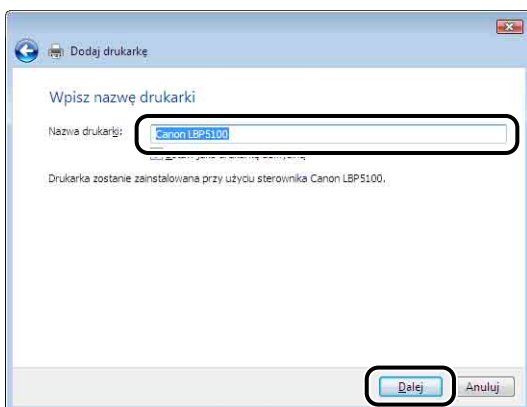 Dodaj drukarkę
Wpisz nazwę drukarki
Nazwa drukarki: Canon LBP5100
Drukarka zostanie zainstalowana przy użyciu sterownika Canon LBP5100.
Dalej Anuluj